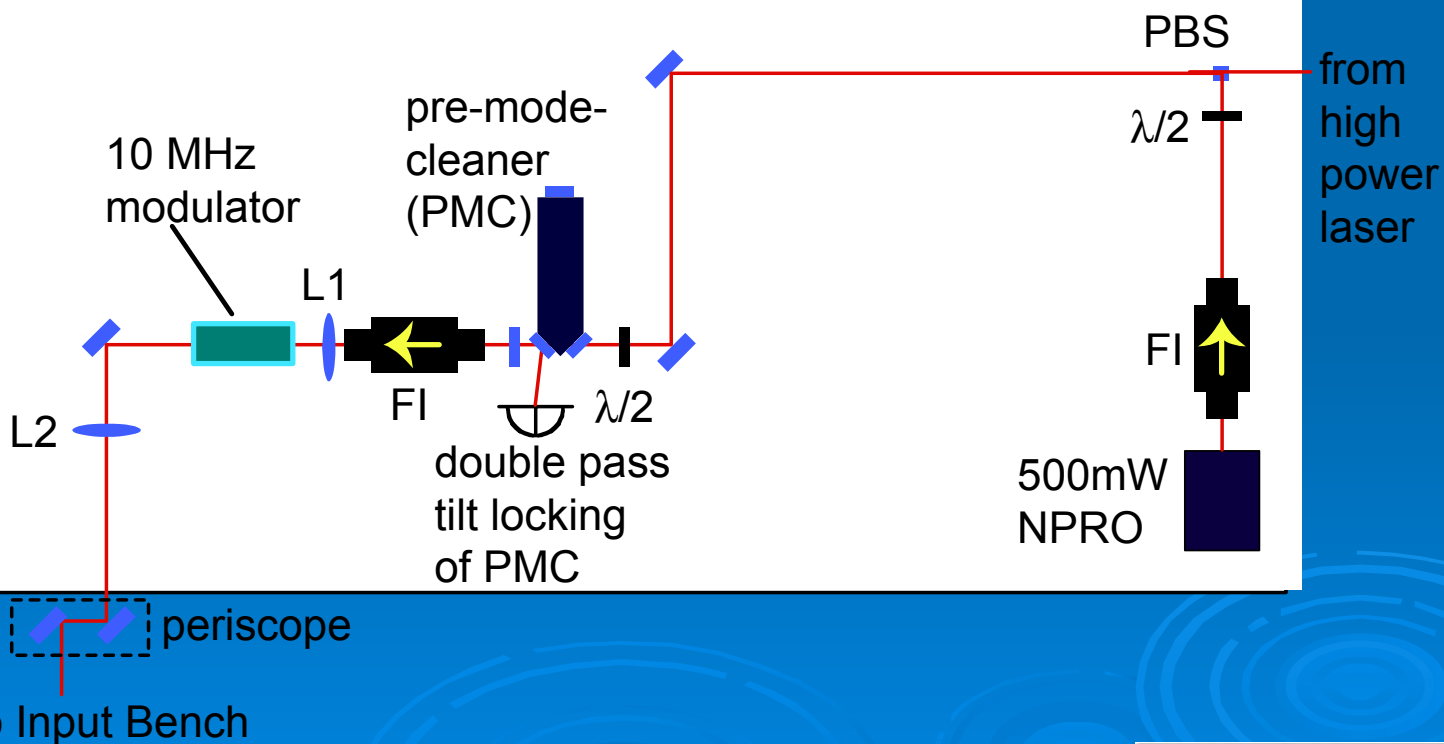 PBS
from
high
power
laser
λ/2
pre-mode-
cleaner
(PMC)
10 MHz
modulator
L1
FI
λ/2
FI
L2
double pass
tilt locking
of PMC
500mW
NPRO
periscope
Input Bench